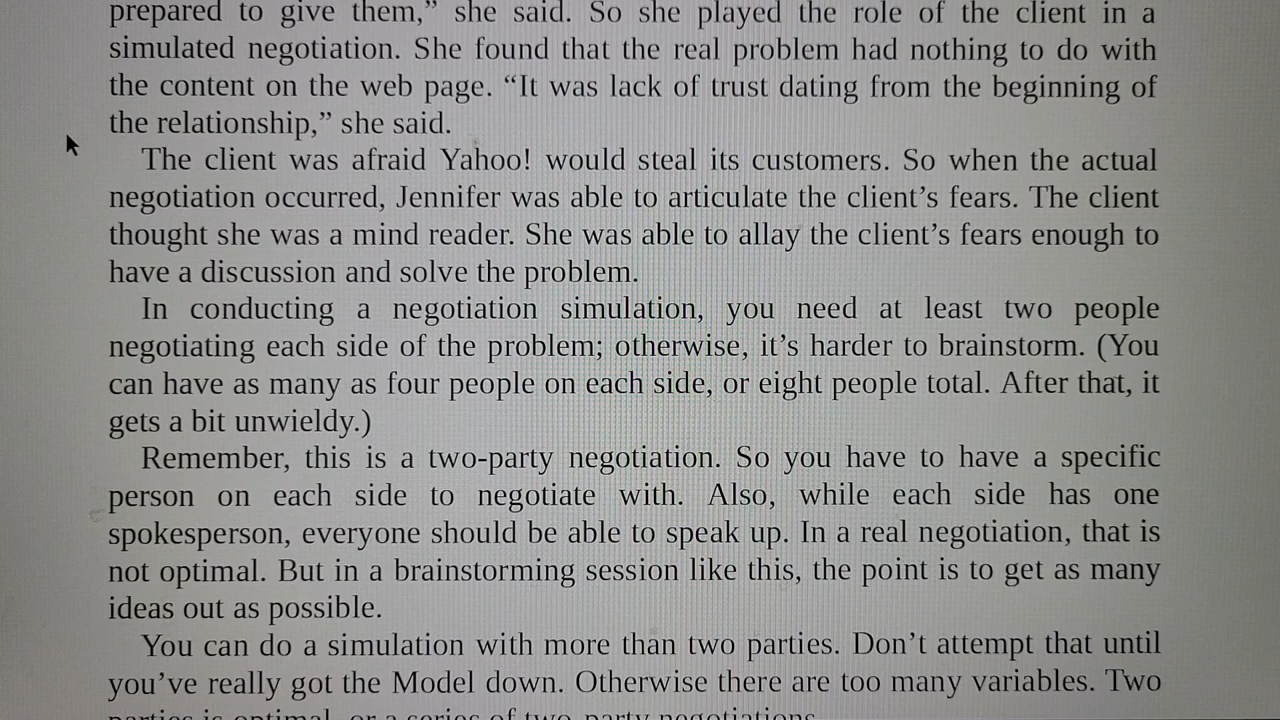 prepared to give them,” she said. So she played the role of the client in a
simulated negotiation. She found that the real problem had nothing to do with
the content on the web page. “It was lack of trust dating from the beginning of
the relationship,” she said.
The client was afraid Yahoo! would steal its customers. So when the actual
negotiation occurred, Jennifer was able to articulate the client’s fears. The client
thought she was a mind reader. She was able to allay the client’s fears enough to
have a discussion and solve the problem.
In conducting a negotiation simulation, you need at least two people
negotiating each side of the problem; otherwise, it’s harder to brainstorm. (You
can have as many as four people on each side, or eight people total. After that, it
gets a bit unwieldy.)
Remember, this is a two-party negotiation. So you have to have a specific
person on each side to negotiate with. Also, while each side has one
spokesperson, everyone should be able to speak up. In a real negotiation, that is
not optimal. But in a brainstorming session like this, the point is to get as many
ideas out as possible.
You can do a simulation with more than two parties. Don’t attempt that until
you’ve really got the Model down. Otherwise there are too many variables. Two
parties is optimal, or a series of two-party negotiations.